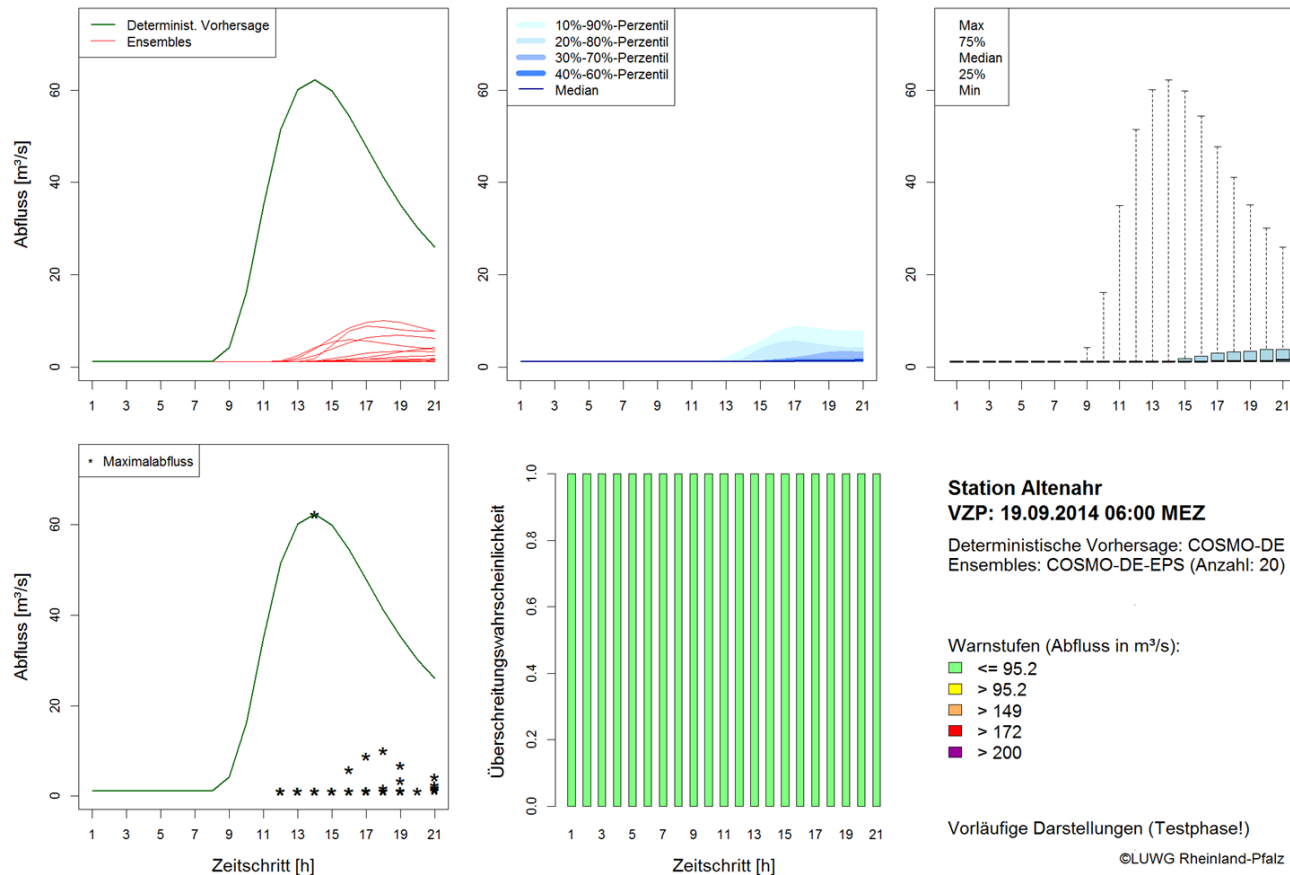 Determinist. Vorhersage
Ensembles
Abfluss [m³/s]
0
20
40
60
1 3 5 7 9 11 13 15 17 19 21
10%-90%-Perzentil
20%-80%-Perzentil
30%-70%-Perzentil
40%-60%-Perzentil
Median
0
20
40
60
1 3 5 7 9 11 13 15 17 19 21
Max
75%
Median
25%
Min
0
20
40
60
1 3 5 7 9 11 13 15 17 19 21
* Maximalabfluss
Abfluss [m³/s]
0
20
40
60
1 3 5 7 9 11 13 15 17 19 21
Zeitschritt [h]
Überschreitungswahrscheinlichkeit
0.0
0.2
0.4
0.6
0.8
1.0
1 3 5 7 9 11 13 15 17 19 21
Zeitschritt [h]
Station Altenahr
VZP: 19.09.2014 06:00 MEZ
Deterministische Vorhersage: COSMO-DE
Ensembles: COSMO-DE-EPS (Anzahl: 20)
Warnstufen (Abfluss in m³/s):
<= 95.2
> 95.2
> 149
> 172
> 200
Vorläufige Darstellungen (Testphase!)
©LUWG Rheinland-Pfalz